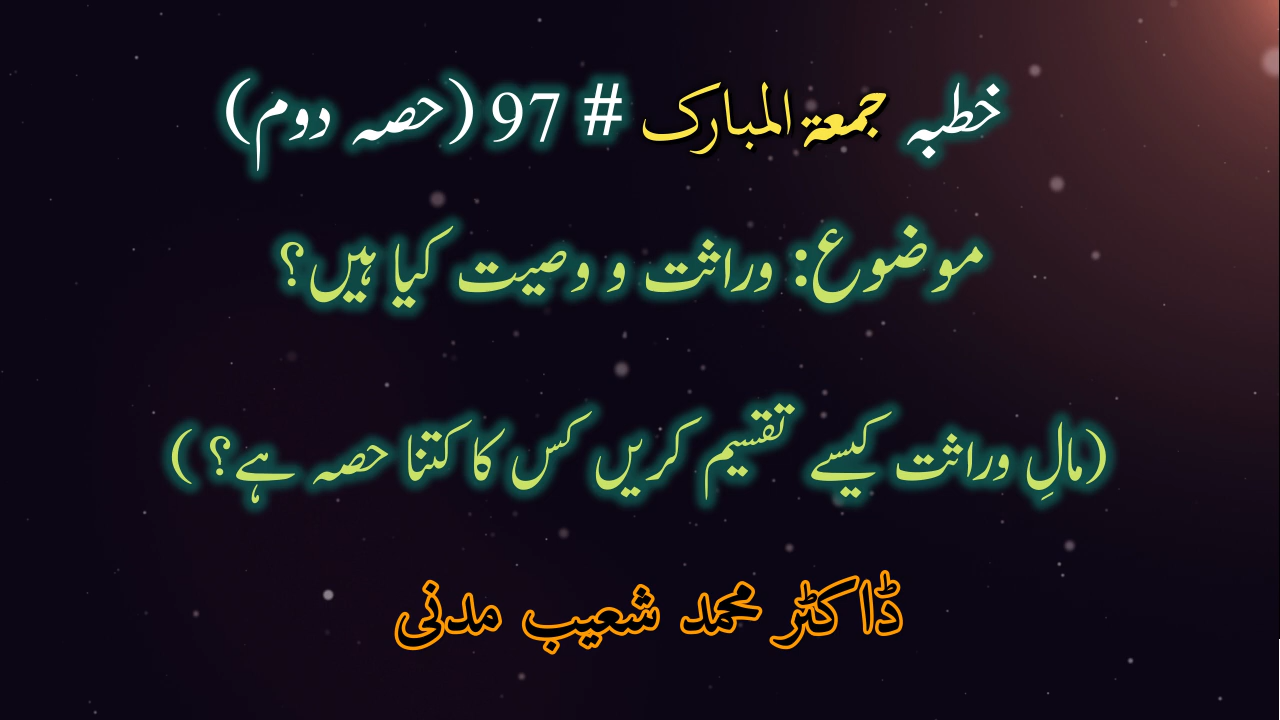 خطبہ جمعۃ المبارک # 97 (حصہ دوم)
موضوع: وراثت و وصیت کیا ہیں؟
(مالِ وراثت کیسے تقسیم کریں کس کا کتنا حصہ ہے؟)
ڈاکٹر محمد شعیب مدنی